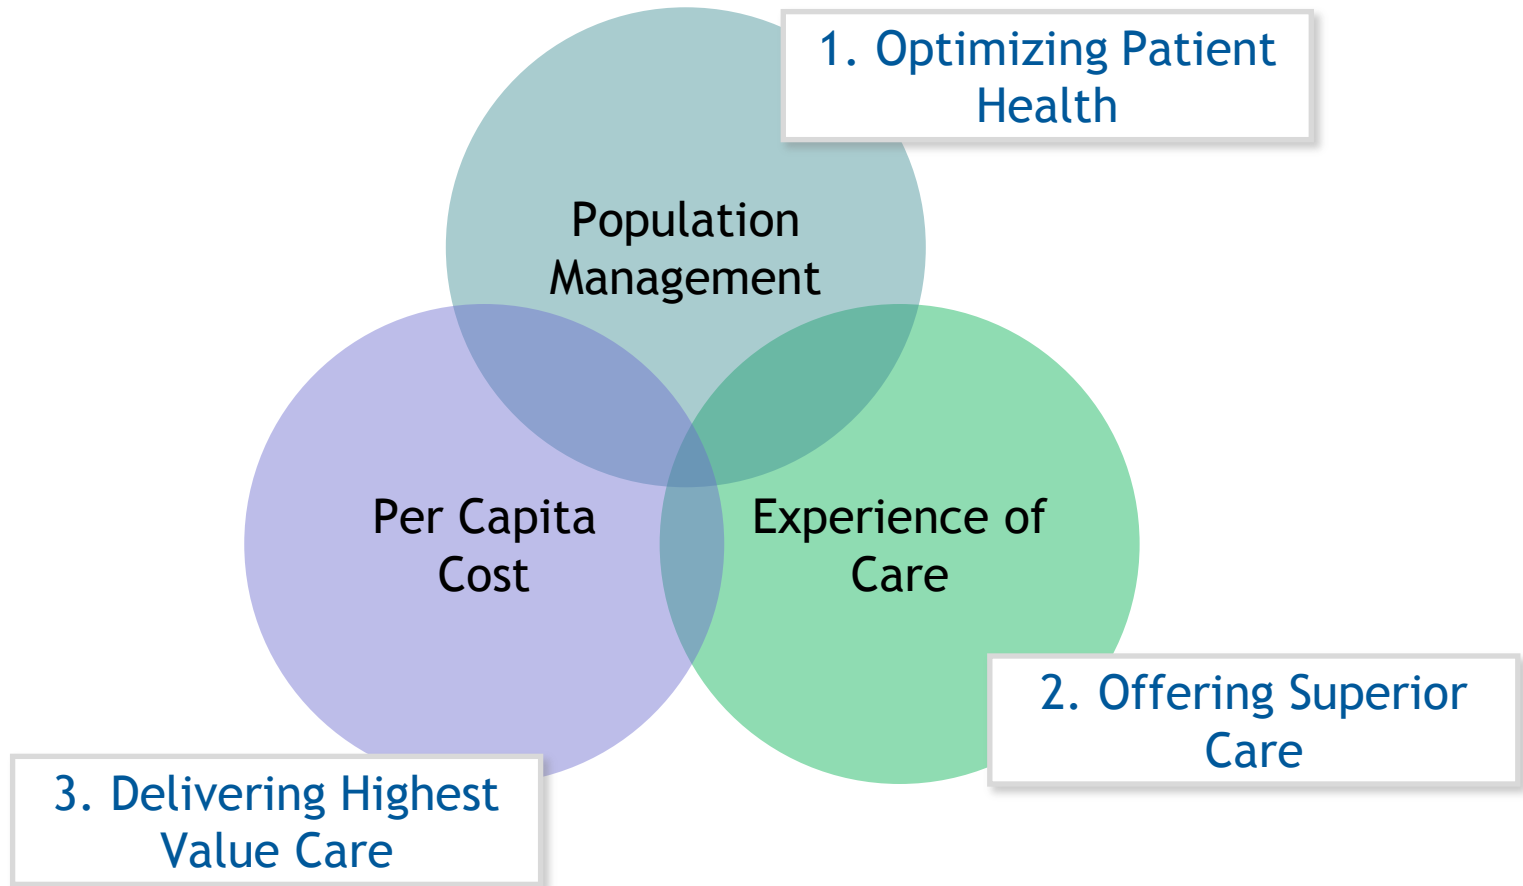 1. Optimizing Patient
Health
Population
Management
Per Capita
Cost
Experience of
Care
2. Offering Superior
Care
3. Delivering Highest
Value Care